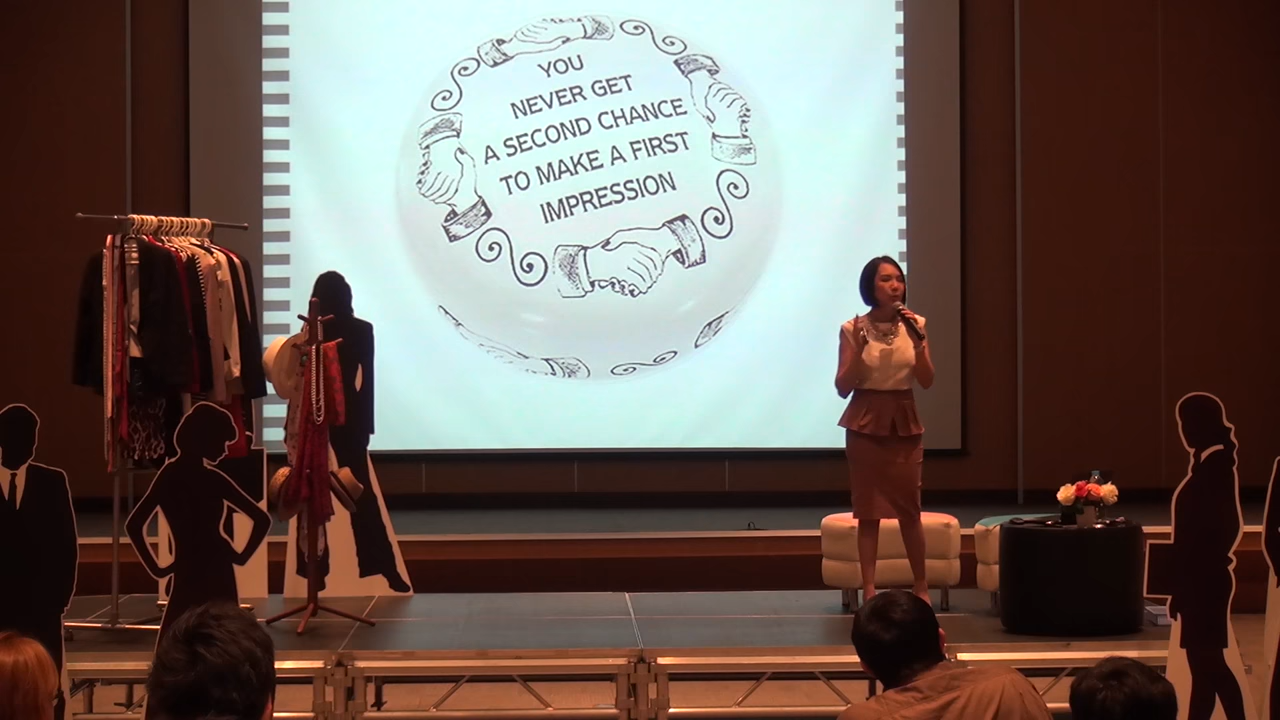 YOU
NEVER GET
A SECOND CHANCE
TO MAKE A FIRST
IMPRESSION